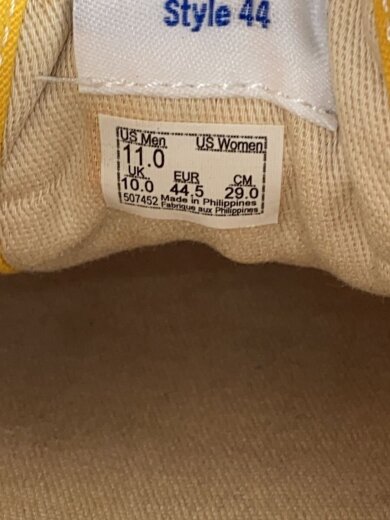 Style 44
US Men US Women
11.0
UK EUR CM
10.0 44.5 29.0
507452 Made in Philippines
Fabrique aux Philippines